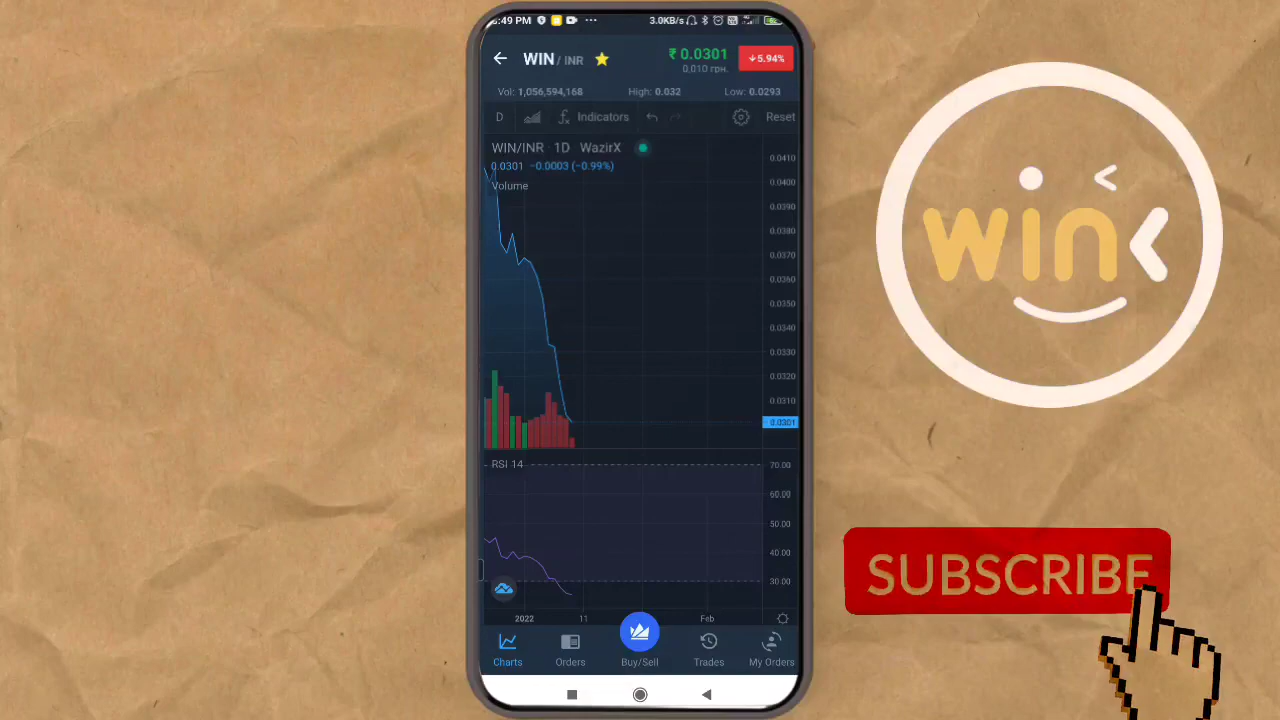 :49 PM ... 3.0KB/s
WIN / INR ₹ 0.0301 ↓5.94%
0,010 грн.
Vol: 1,056,594,168 High: 0.032 Low: 0.0293
D fx Indicators Reset
WIN/INR · 1D WazirX
0.0301 −0.0003 (−0.99%)
Volume
0.0410
0.0400
0.0390
0.0380
0.0370
0.0360
0.0350
0.0340
0.0330
0.0320
0.0310
0.0301
RSI 14
70.00
60.00
50.00
40.00
30.00
2022 11 Feb
Charts Orders Buy/Sell Trades My Orders
win
SUBSCRIBE